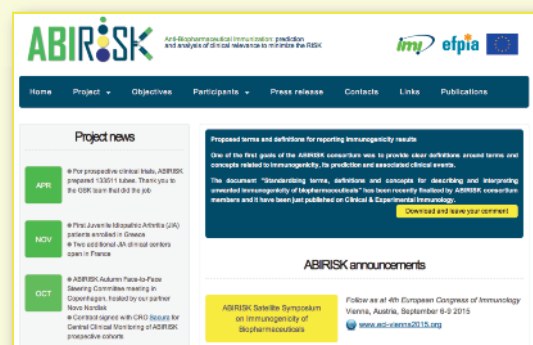 ABIRISK
Anti-Biopharmaceutical Immunization: prediction
and analysis of clinical relevance to minimize the RISK
imi
efpia
Home Project Objectives Participants Press release Contacts Links Publications
Project news
APR
For prospective clinical trials, ABIRISK
prepared 133511 tubes. Thank you to
the GSK team that did the job
NOV
First Juvenile Idiopathic Arthritis (JIA)
patients enrolled in Greece
Two additional JIA clinical centers
open in France
OCT
ABIRISK Autumn Face-to-Face
Steering Committee meeting in
Copenhagen, hosted by our partner
Novo Nordisk
Contract signed with CRO Secure for
Central Clinical Monitoring of ABIRISK
prospective cohorts
Proposed terms and definitions for reporting immunogenicity results
One of the first goals of the ABIRISK consortium was to provide clear definitions around terms and
concepts related to immunogenicity, its prediction and associated clinical events.
The document "Standardizing terms, definitions and concepts for describing and interpreting
unwanted immunogenicity of biopharmaceuticals" has been recently finalized by ABIRISK consortium
members and it have been just published on Clinical & Experimental Immunology.
Download and leave your comment
ABIRISK announcements
ABIRISK Satellite Symposium
on Immunogenicity of
Biopharmaceuticals
Follow as at 4th European Congress of Immunology
Vienna, Austria, September 6-9 2015
www.eci-vienna2015.org